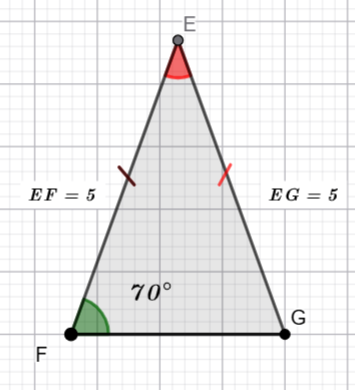 E
EF = 5
EG = 5
70°
G
F